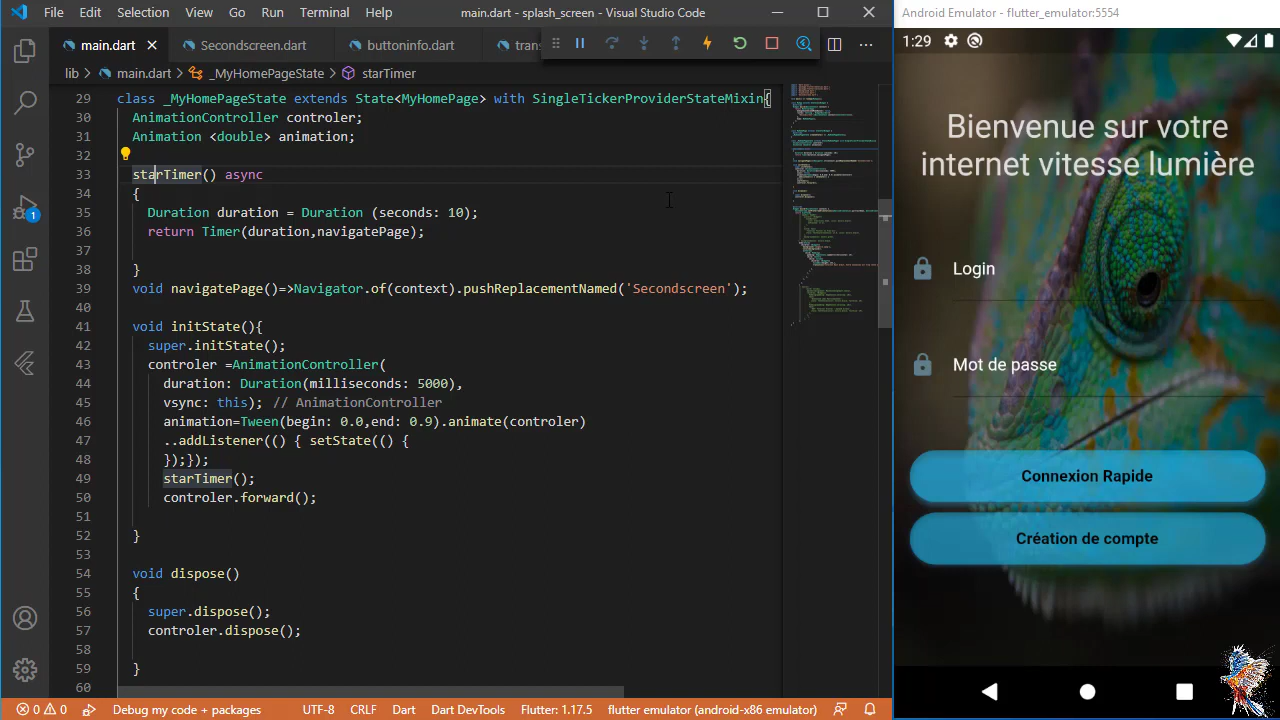 File Edit Selection View Go Run Terminal Help main.dart - splash_screen - Visual Studio Code
main.dart Secondscreen.dart buttoninfo.dart
lib > main.dart > _MyHomePageState > starTimer
29 class _MyHomePageState extends State<MyHomePage> with SingleTickerProviderStateMixin{
30 AnimationController controler;
31 Animation <double> animation;
32
33 starTimer() async
34 {
35 Duration duration = Duration (seconds: 10);
36 return Timer(duration,navigatePage);
37
38 }
39 void navigatePage()=>Navigator.of(context).pushReplacementNamed('Secondscreen');
40
41 void initState(){
42 super.initState();
43 controler =AnimationController(
44 duration: Duration(milliseconds: 5000),
45 vsync: this); // AnimationController
46 animation=Tween(begin: 0.0,end: 0.9).animate(controler)
47 ..addListener(() { setState(() {
48 });});
49 starTimer();
50 controler.forward();
51
52 }
53
54 void dispose()
55 {
56 super.dispose();
57 controler.dispose();
58
59 }
60
1
0 0 Debug my code + packages UTF-8 CRLF Dart Dart DevTools Flutter: 1.17.5 flutter emulator (android-x86 emulator)
Android Emulator - flutter_emulator:5554
1:29
Bienvenue sur votre
internet vitesse lumière
Login
Mot de passe
Connexion Rapide
Création de compte